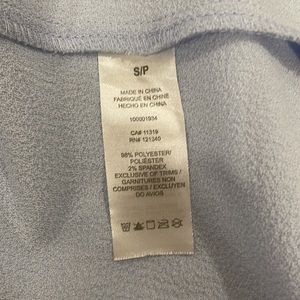 S/P
MADE IN CHINA
FABRIQUÉ EN CHINE
HECHO EN CHINA
100001934
CA# 11319
RN# 121340
98% POLYESTER/
POLIÉSTER
2% SPANDEX
EXCLUSIVE OF TRIMS /
GARNITURES NON
COMPRISES / EXCLUYEN
DO AVIOS